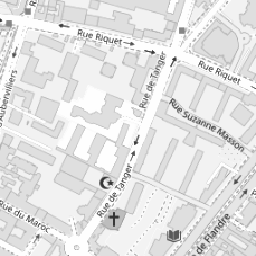 Rue Riquet
Rue Riquet
Rue de Tanger
Rue Suzanne Masson
Aubervilliers
Rue de Tanger
Rue du Maroc
de Flandre